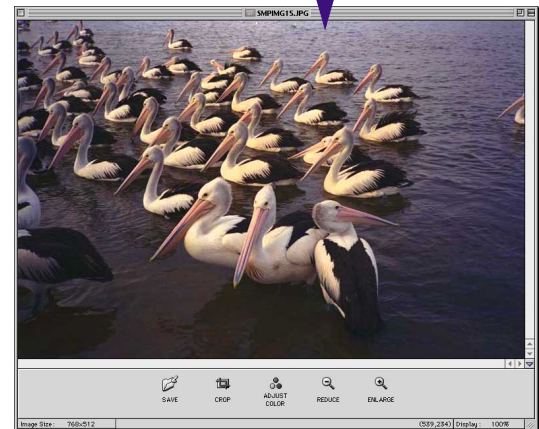 SMPIMG15.JPG
SAVE CROP ADJUST COLOR REDUCE ENLARGE
Image Size: 768x512 (539,234) Display: 100%